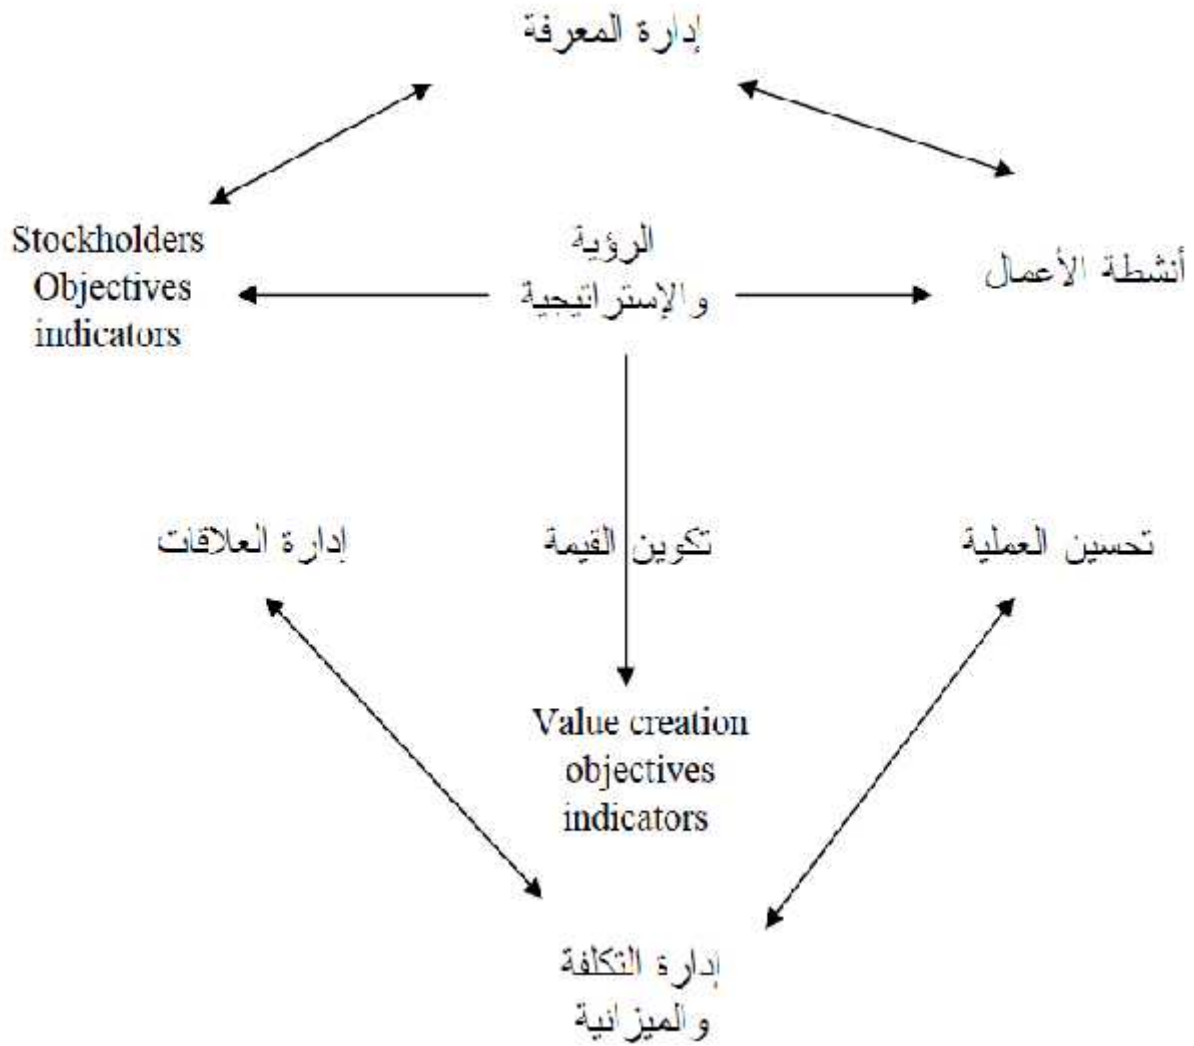 إدارة المعرفة
Stockholders
Objectives
indicators
الرؤية
والإستراتيجية
أنشطة الأعمال
إدارة العلاقات
تكوين القيمة
تحسين العملية
Value creation
objectives
indicators
إدارة التكلفة
والميزانية